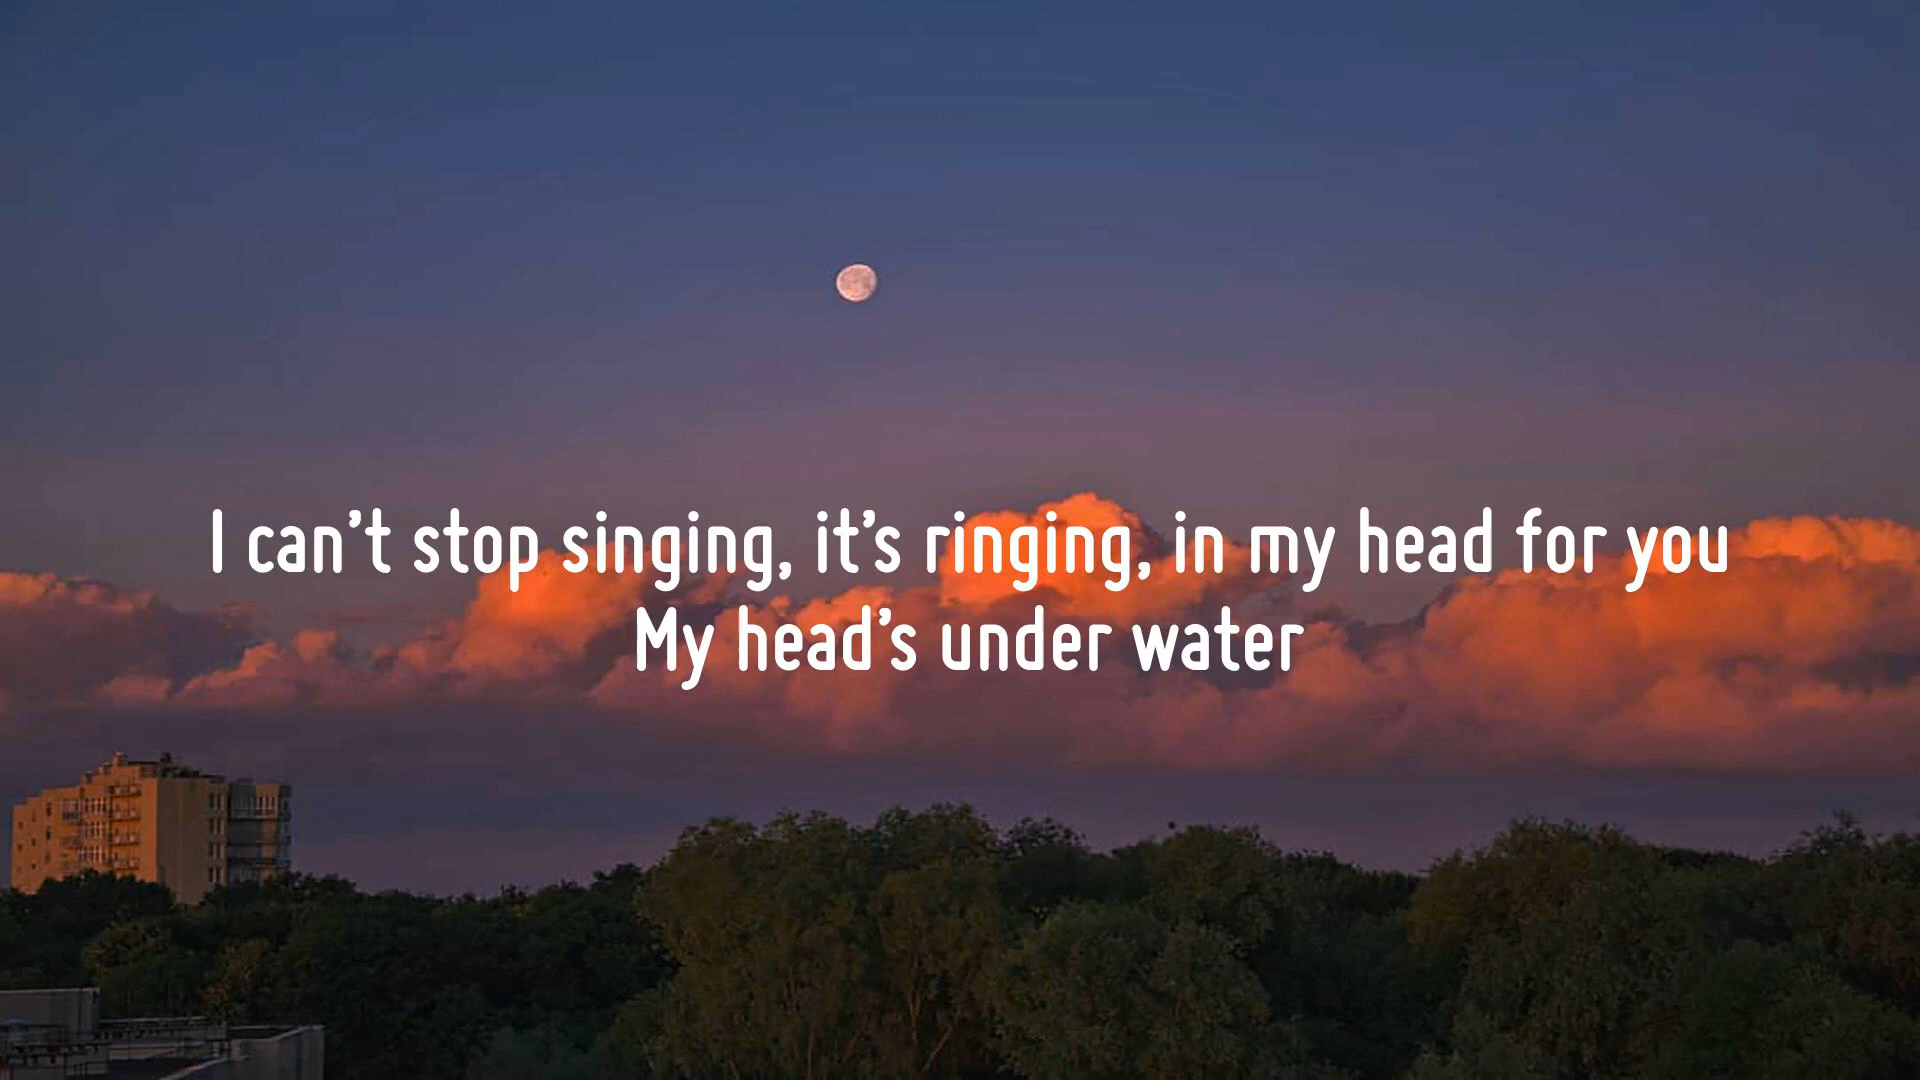 I can’t stop singing, it’s ringing, in my head for you
My head’s under water